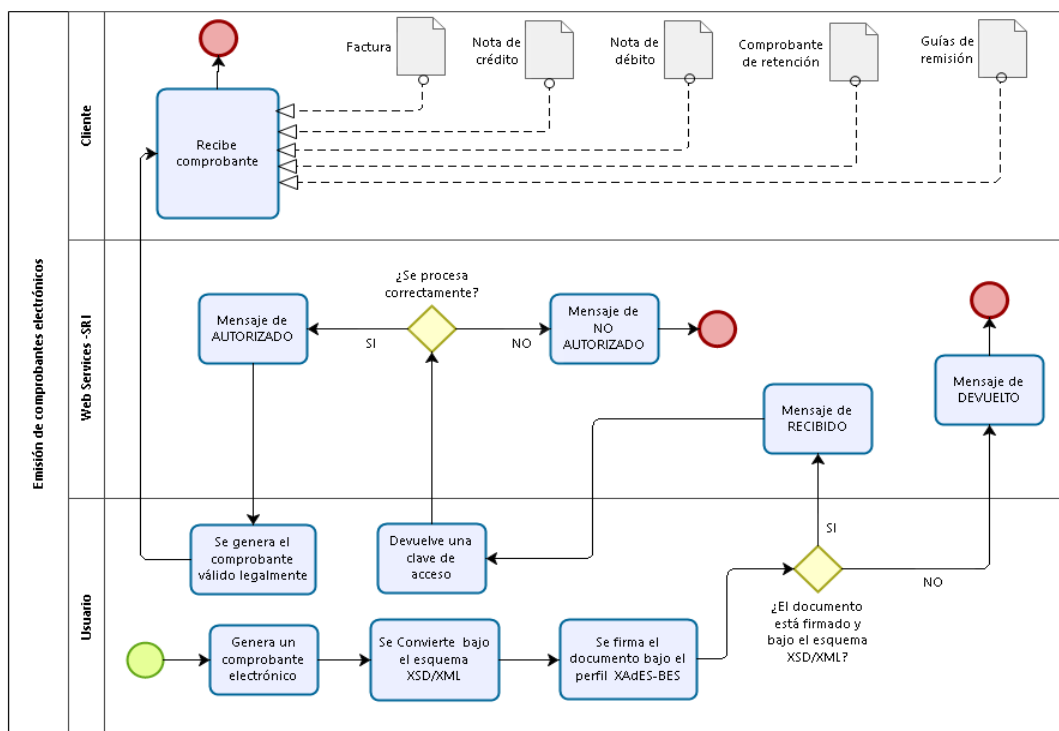 Emisión de comprobantes electrónicos
Cliente
Factura
Nota de
crédito
Nota de
débito
Comprobante
de retención
Guías de
remisión
Recibe
comprobante
Web Services -SRI
¿Se procesa
correctamente?
Mensaje de
AUTORIZADO
SI
NO
Mensaje de
NO
AUTORIZADO
Mensaje de
RECIBIDO
Mensaje de
DEVUELTO
Usuario
Se genera el
comprobante
válido legalmente
Devuelve una
clave de
acceso
SI
NO
¿El documento
está firmado y
bajo el esquema
XSD/XML?
Genera un
comprobante
electrónico
Se Convierte bajo
el esquema
XSD/XML
Se firma el
documento bajo el
perfil XAdES-BES